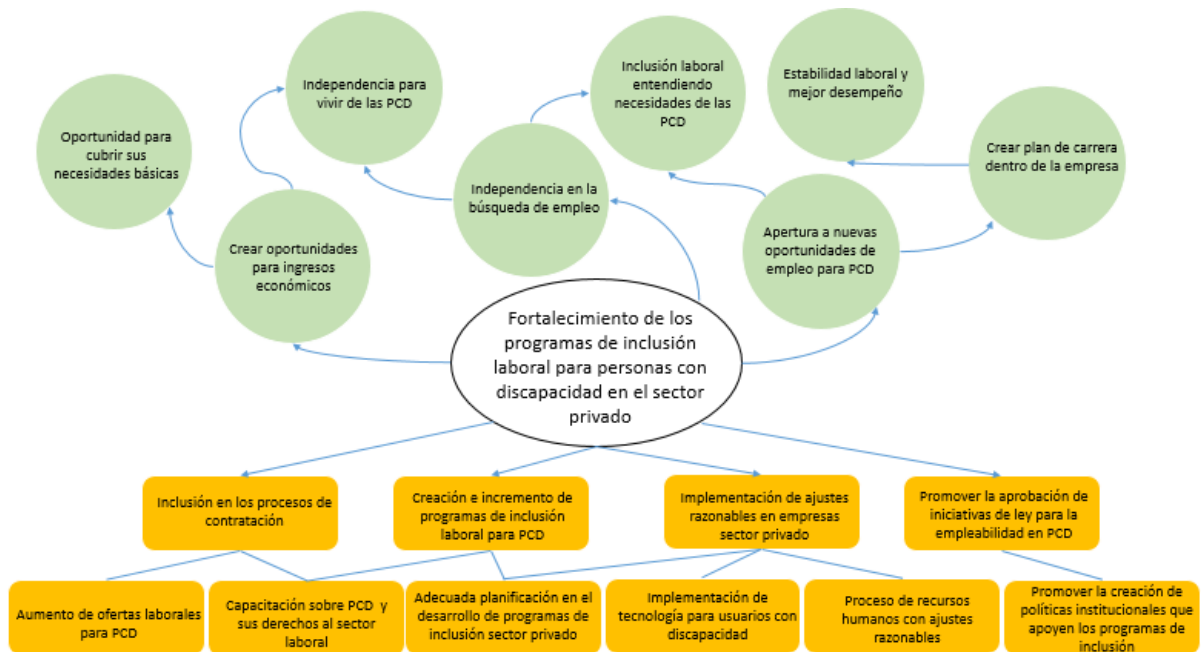 Oportunidad para
cubrir sus
necesidades básicas
Independencia para
vivir de las PCD
Inclusión laboral
entendiendo
necesidades de las
PCD
Estabilidad laboral y
mejor desempeño
Crear plan de carrera
dentro de la empresa
Crear oportunidades
para ingresos
económicos
Independencia en la
búsqueda de empleo
Apertura a nuevas
oportunidades de
empleo para PCD
Fortalecimiento de los
programas de inclusión
laboral para personas con
discapacidad en el sector
privado
Inclusión en los procesos de
contratación
Creación e incremento de
programas de inclusión
laboral para PCD
Implementación de ajustes
razonables en empresas
sector privado
Promover la aprobación de
iniciativas de ley para la
empleabilidad en PCD
Aumento de ofertas laborales
para PCD
Capacitación sobre PCD y
sus derechos al sector
laboral
Adecuada planificación en el
desarrollo de programas de
inclusión sector privado
Implementación de
tecnología para usuarios con
discapacidad
Proceso de recursos
humanos con ajustes
razonables
Promover la creación de
políticas institucionales que
apoyen los programas de
inclusión